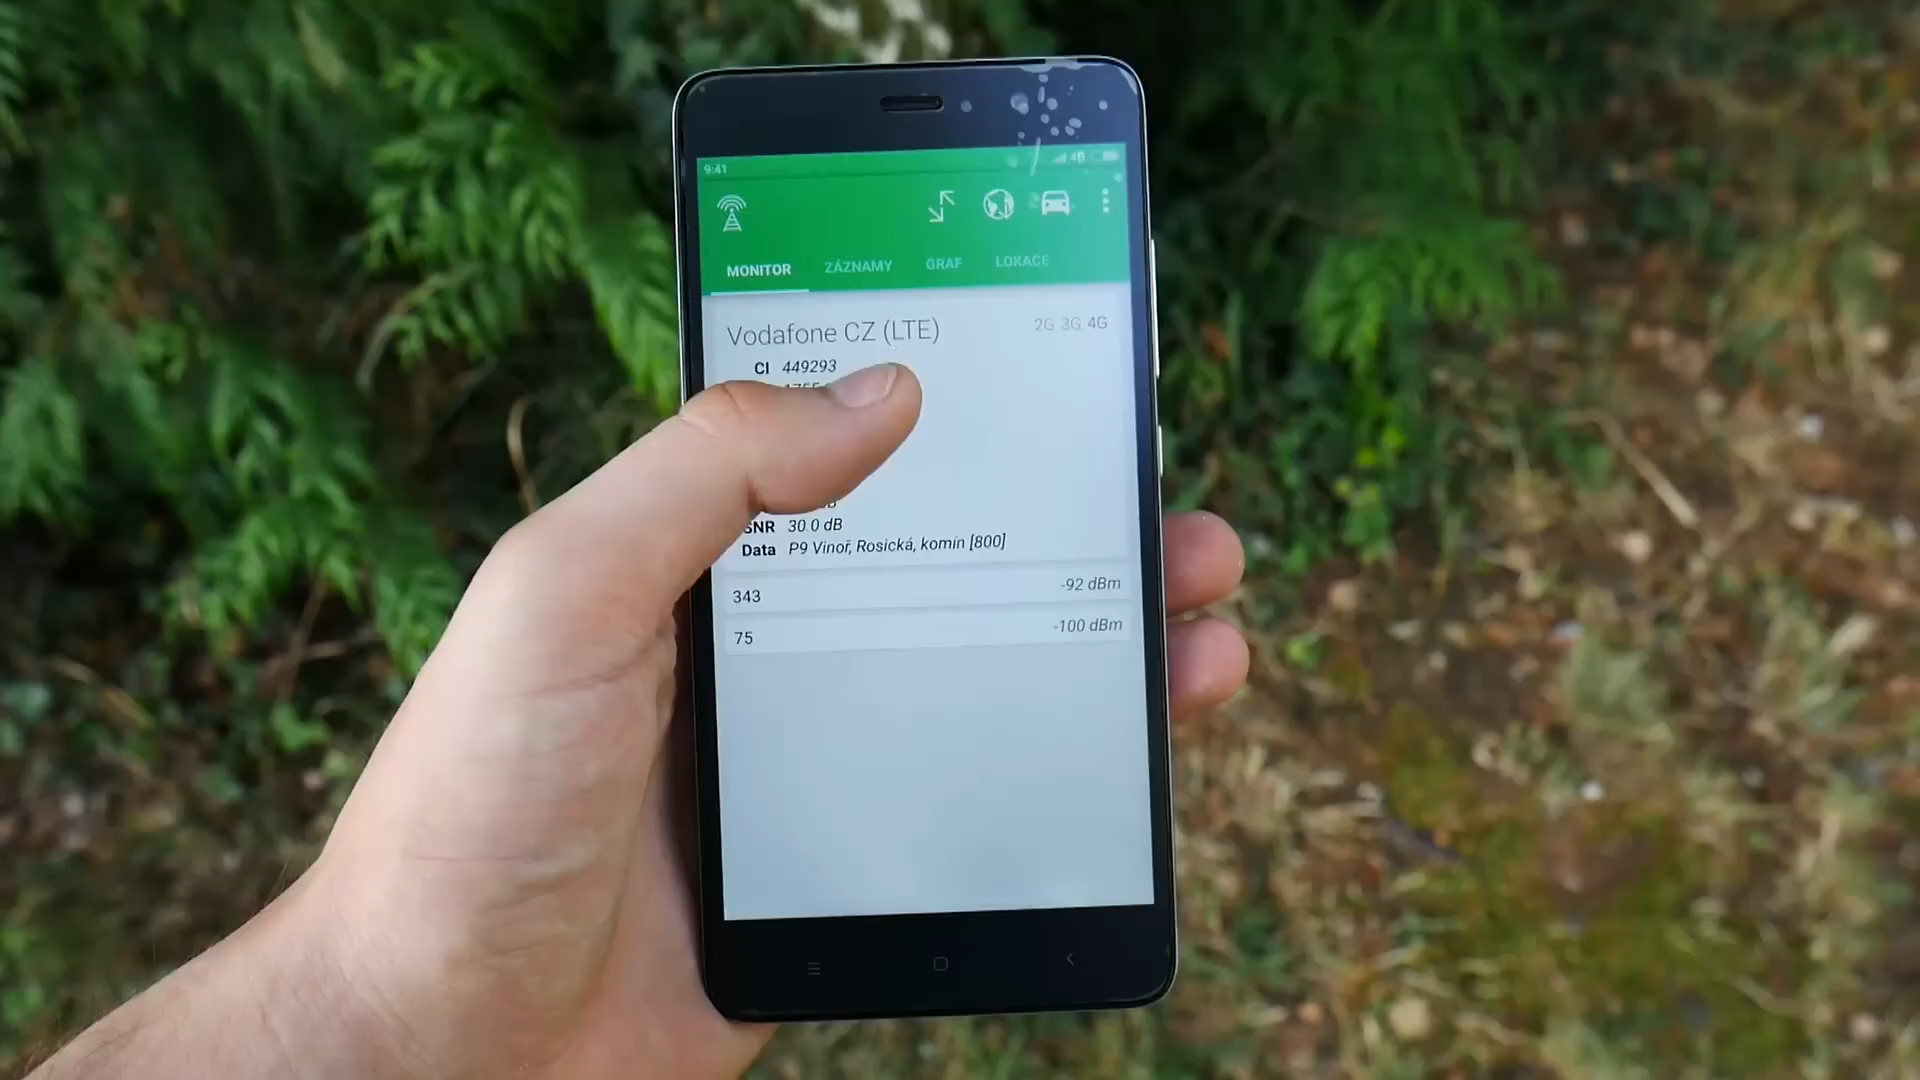 9:41
4G
MONITOR ZÁZNAMY GRAF LOKACE
Vodafone CZ (LTE) 2G 3G 4G
CI 449293
SNR 30.0 dB
Data P9 Vinoř, Rosická, komín [800]
343 -92 dBm
75 -100 dBm